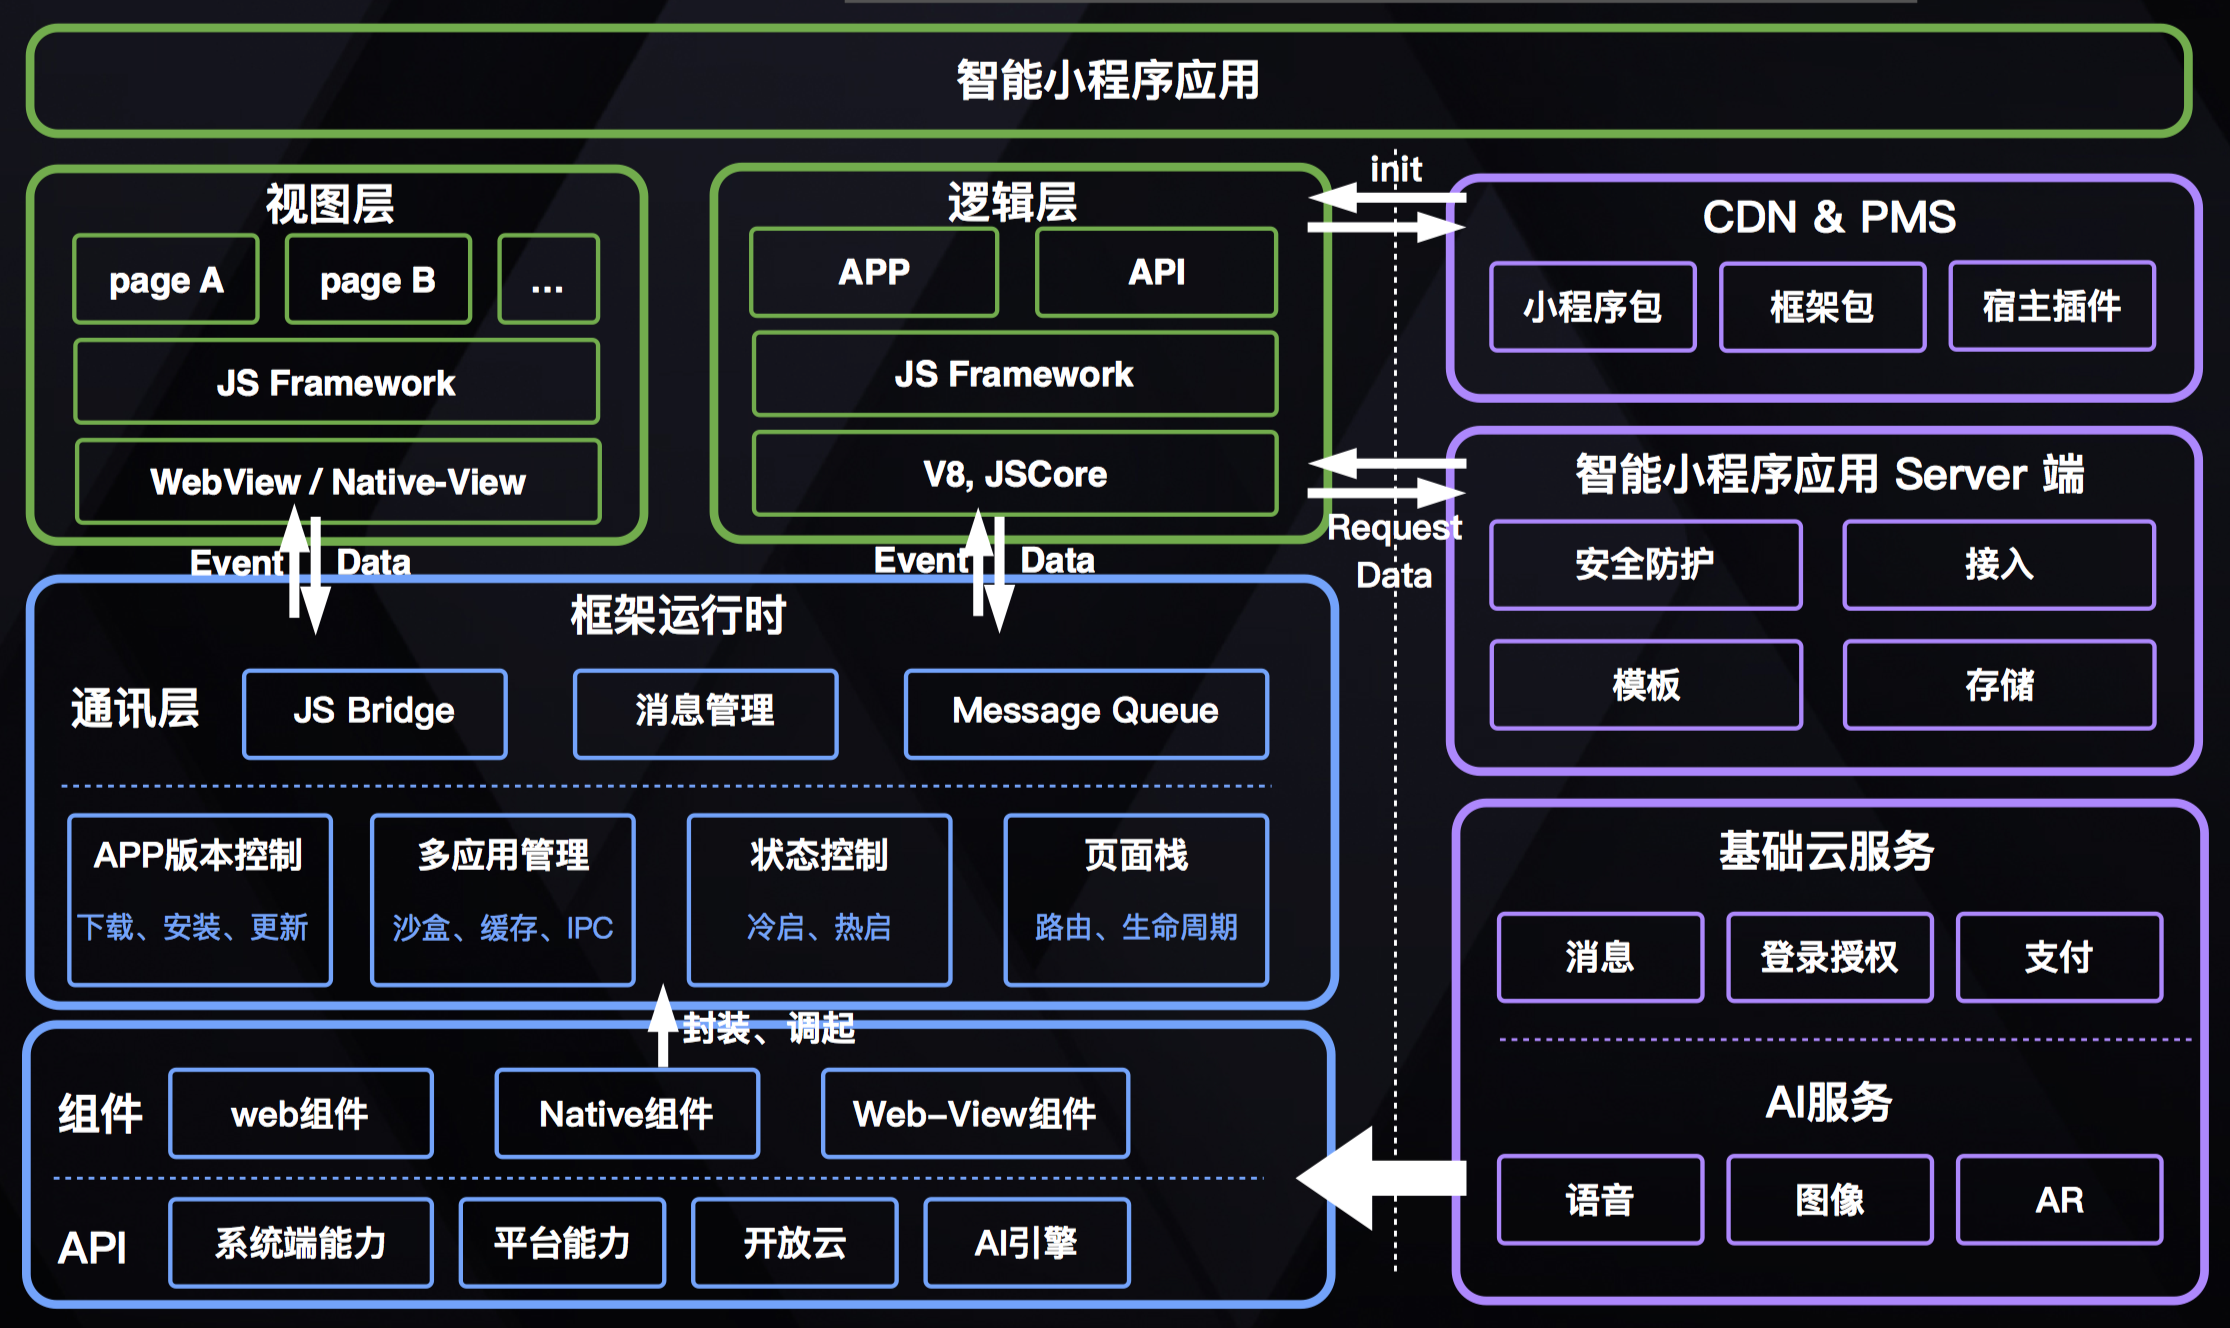 智能小程序应用
视图层
page A
page B
...
JS Framework
WebView / Native-View
逻辑层
APP
API
JS Framework
V8, JSCore
init
CDN & PMS
小程序包
框架包
宿主插件
Request
Data
智能小程序应用 Server 端
安全防护
接入
模板
存储
Event
Data
Event
Data
框架运行时
通讯层
JS Bridge
消息管理
Message Queue
APP版本控制
下载、安装、更新
多应用管理
沙盒、缓存、IPC
状态控制
冷启、热启
页面栈
路由、生命周期
封装、调起
组件
web组件
Native组件
Web-View组件
API
系统端能力
平台能力
开放云
AI引擎
基础云服务
消息
登录授权
支付
AI服务
语音
图像
AR